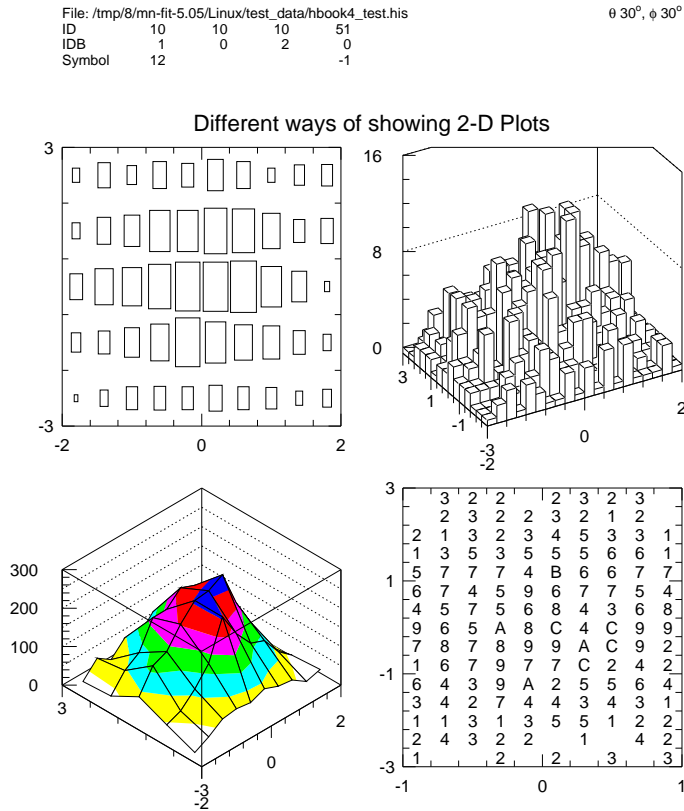 File: /tmp/8/mn-fit-5.05/Linux/test_data/hbook4_test.his θ 30°, ϕ 30°
ID 10 10 10 51
IDB 1 0 2 0
Symbol 12 -1
Different ways of showing 2-D Plots
3
-3
-2 0 2
16
8
0
3 1 -1 -3
-2 0 2
300
200
100
0
3 0 2
-3
-2
3 3 2 2 2 3 2 3
2 3 2 2 3 2 1 2
2 1 3 2 3 4 5 3 3 1
1 3 5 3 5 5 5 6 6 1
1 5 7 7 7 4 B 6 6 7 7
6 7 4 5 9 6 7 7 5 4
4 5 7 5 6 8 4 3 6 8
9 6 5 A 8 C 4 C 9 9
7 8 7 8 9 9 A C 9 2
-1 1 6 7 9 7 7 C 2 4 2
6 4 3 9 A 2 5 5 6 4
3 4 2 7 4 4 3 4 3 1
1 1 3 1 3 5 5 1 2 2
2 4 3 2 2 1 4 2
-3 1 2 2 2 3 3
-1 0 1